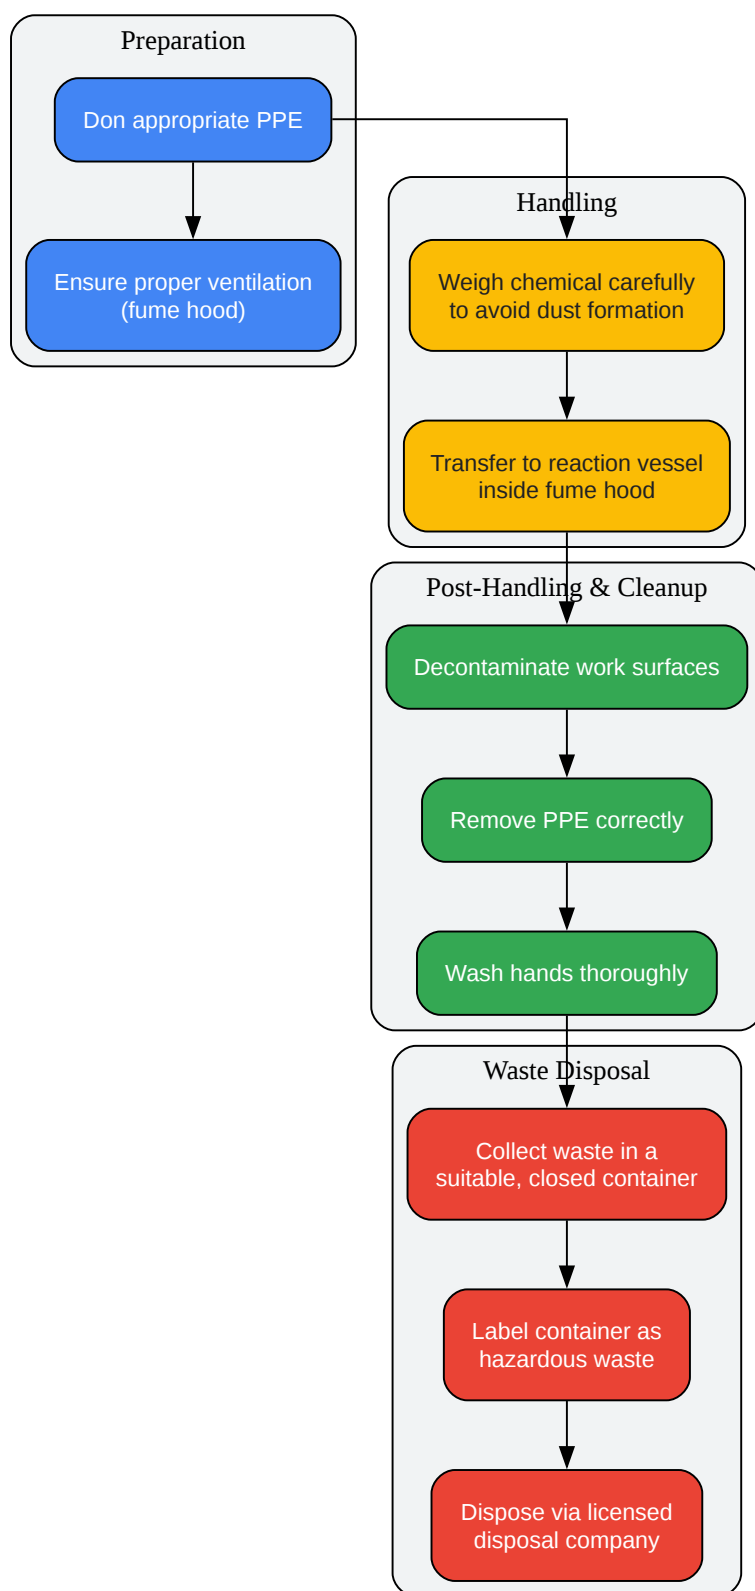 Preparation
Don appropriate PPE
Ensure proper ventilation
(fume hood)
Handling
Weigh chemical carefully
to avoid dust formation
Transfer to reaction vessel
inside fume hood
Post-Handling & Cleanup
Decontaminate work surfaces
Remove PPE correctly
Wash hands thoroughly
Waste Disposal
Collect waste in a
suitable, closed container
Label container as
hazardous waste
Dispose via licensed
disposal company